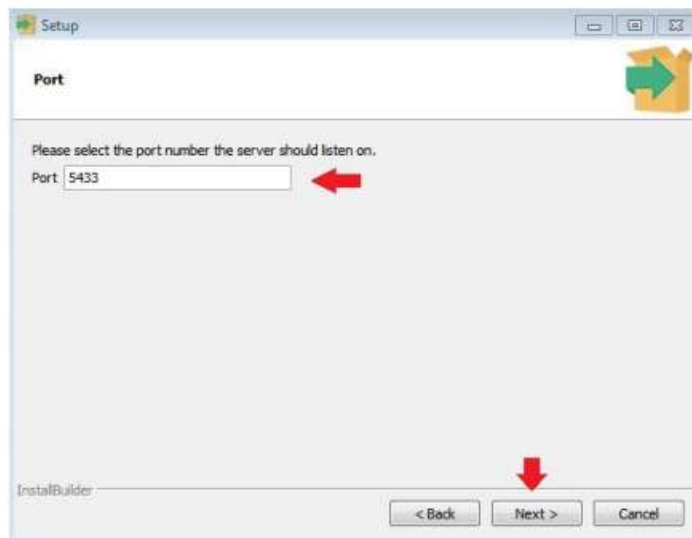 Setup
Port
Please select the port number the server should listen on.
Port 5433
InstallBuilder
< Back Next > Cancel